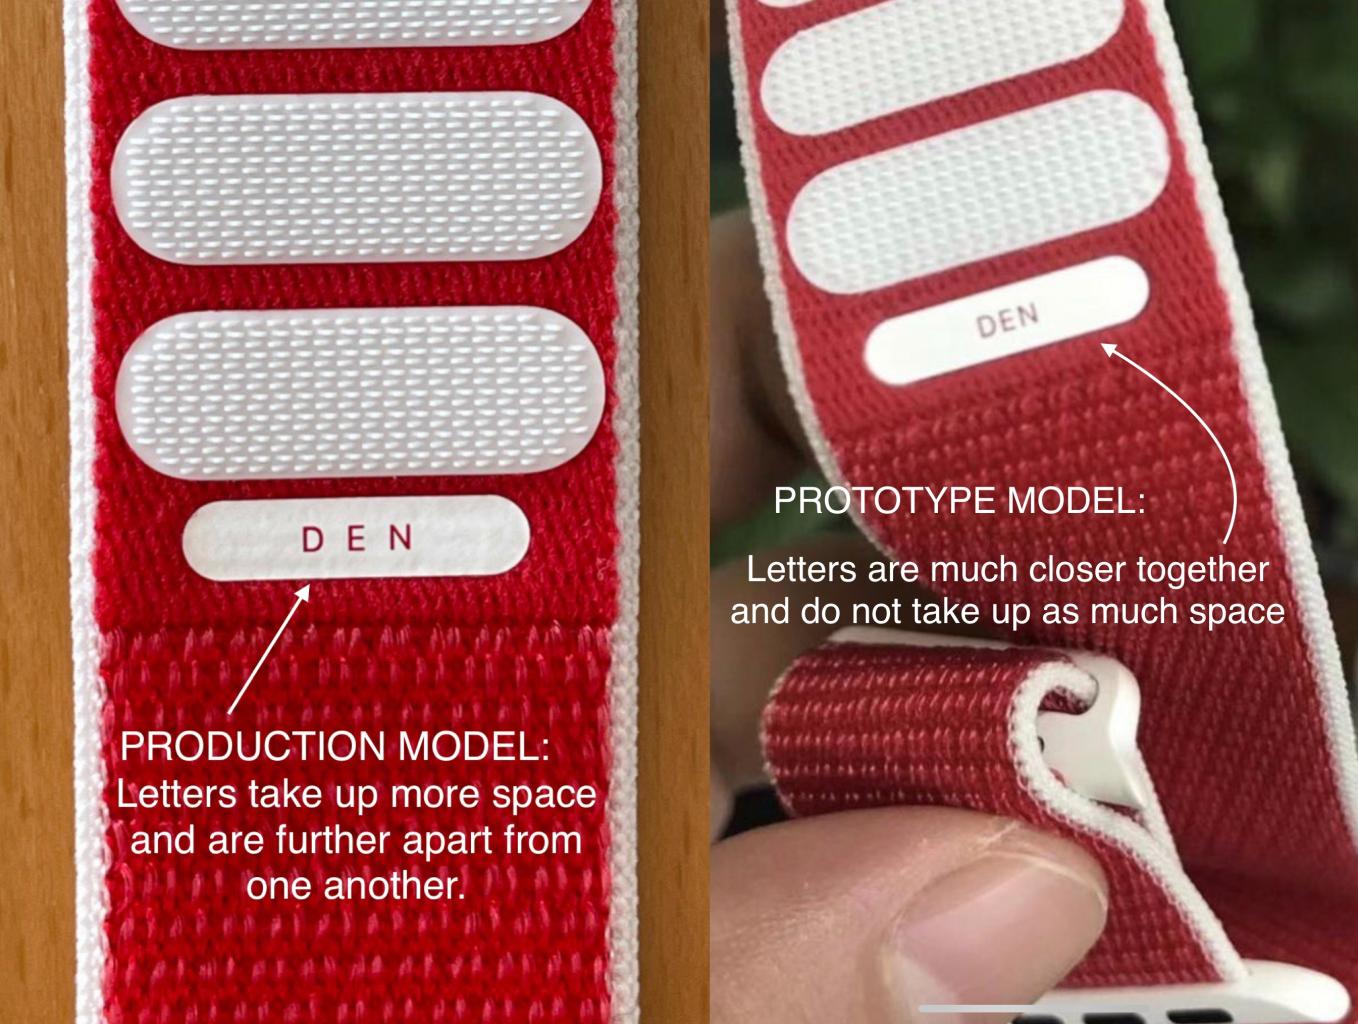 D E N
PRODUCTION MODEL:
Letters take up more space
and are further apart from
one another.
DEN
PROTOTYPE MODEL:
Letters are much closer together
and do not take up as much space